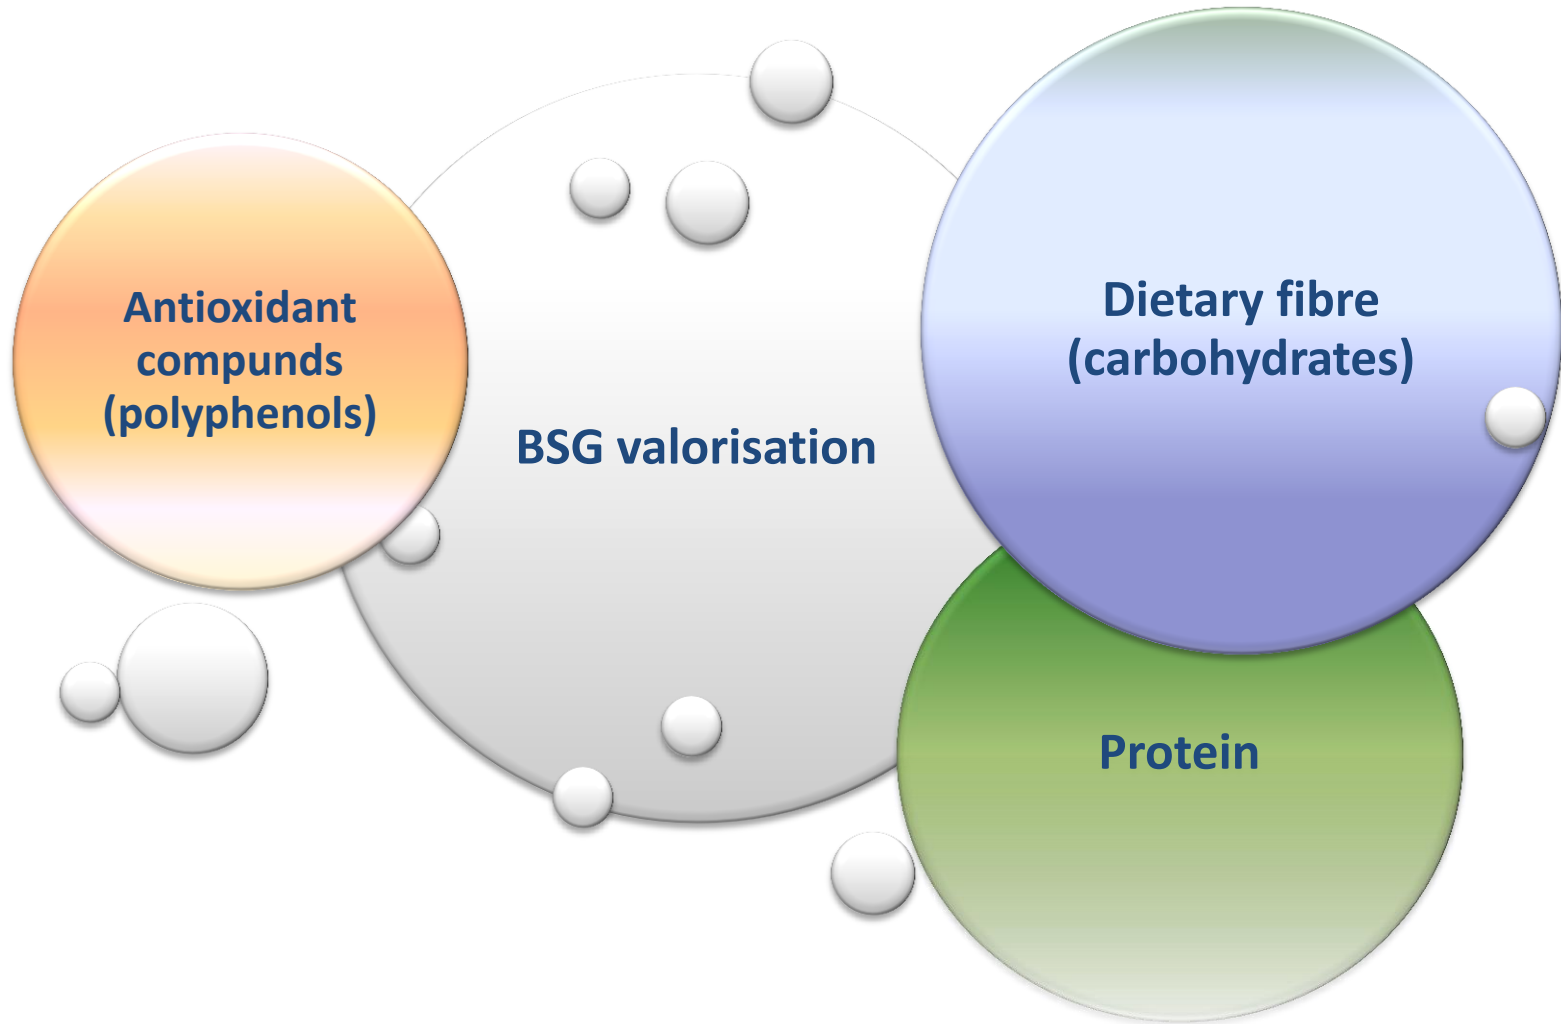 Antioxidant
compunds
(polyphenols)
BSG valorisation
Dietary fibre
(carbohydrates)
Protein